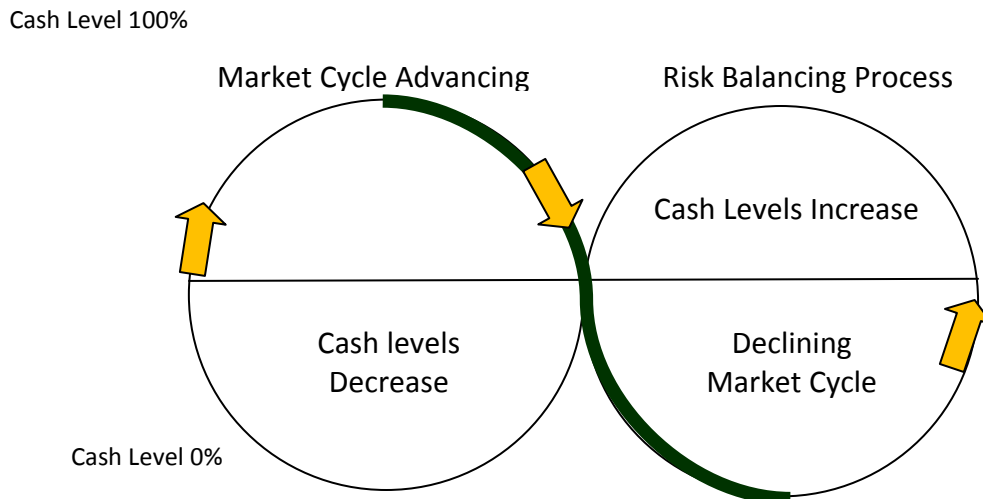 Cash Level 100%
Market Cycle Advancing
Risk Balancing Process
Cash Levels Increase
Cash levels
Decrease
Declining
Market Cycle
Cash Level 0%